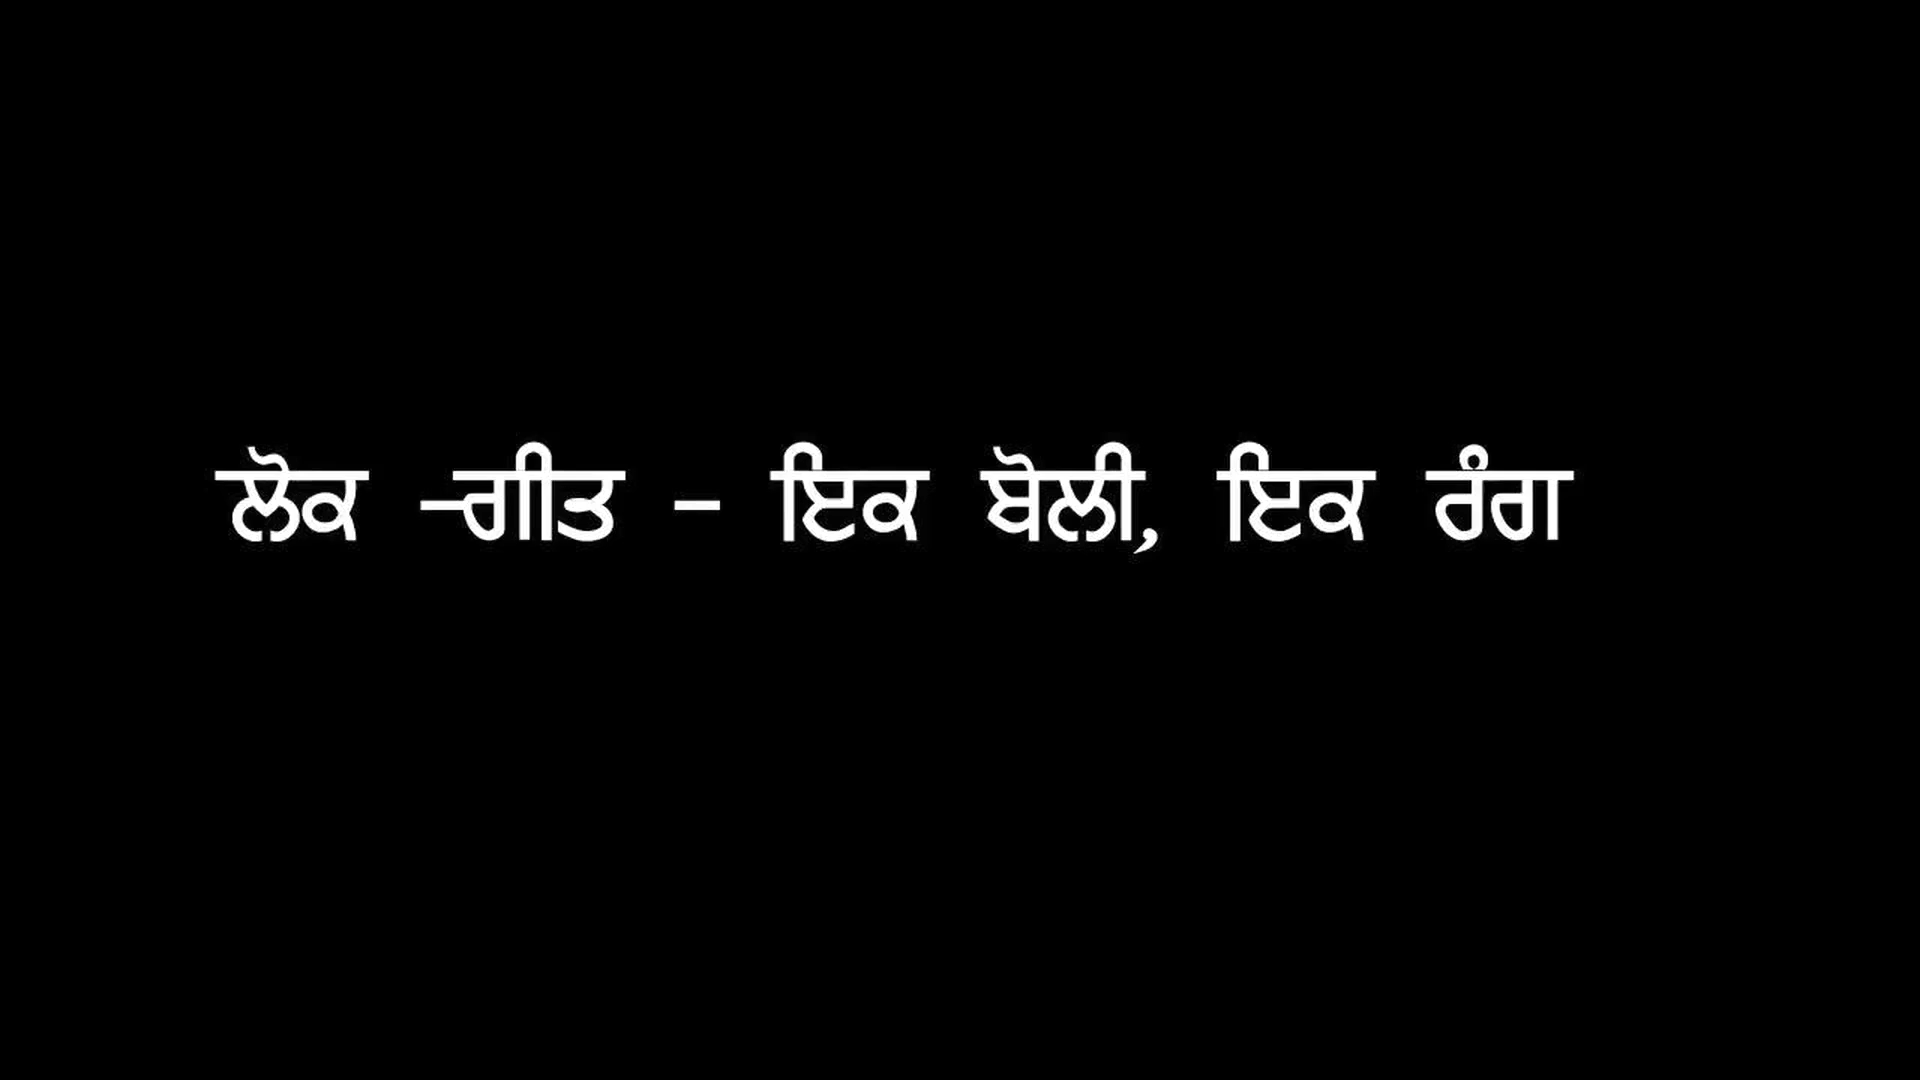 ਲੋਕ -ਗੀਤ - ਇਕ ਬੋਲੀ, ਇਕ ਰੰਗ